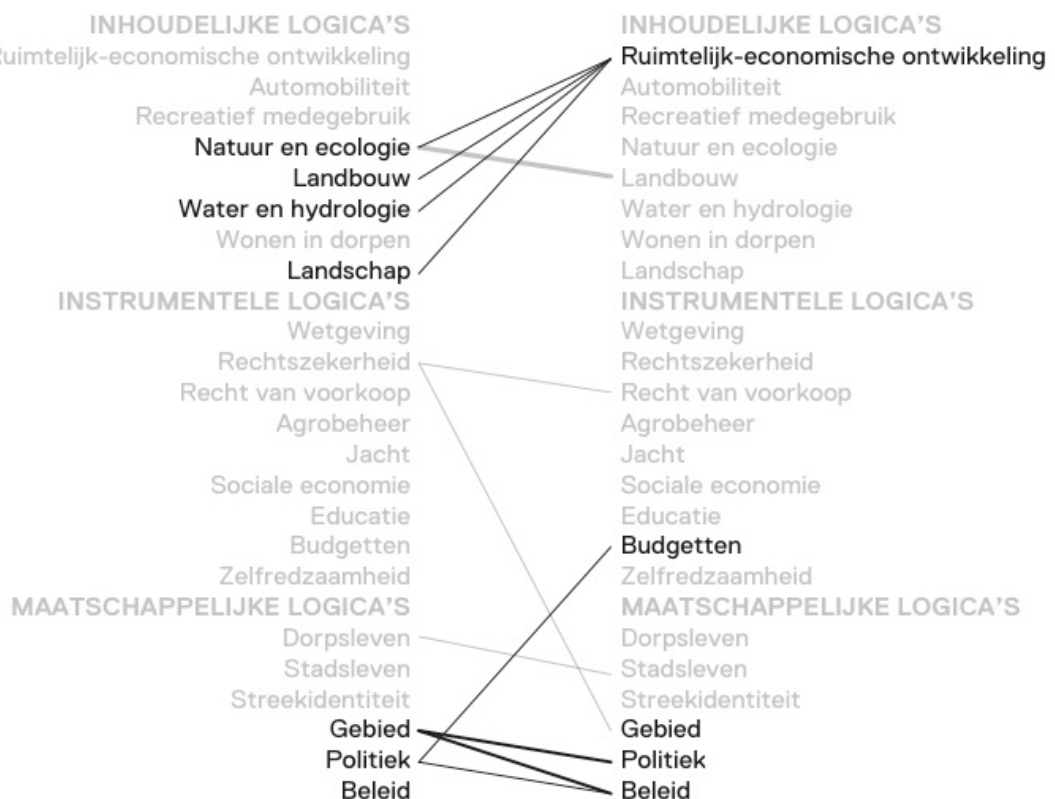 INHOUDELIJKE LOGICA'S
Ruimtelijk-economische ontwikkeling
Automobiliteit
Recreatief medegebruik
Natuur en ecologie
Landbouw
Water en hydrologie
Wonen in dorpen
Landschap
INSTRUMENTELE LOGICA'S
Wetgeving
Rechtszekerheid
Recht van voorkoop
Agrobeheer
Jacht
Sociale economie
Educatie
Budgetten
Zelfredzaamheid
MAATSCHAPPELIJKE LOGICA'S
Dorpsleven
Stadsleven
Streekidentiteit
Gebied
Politiek
Beleid
INHOUDELIJKE LOGICA'S
Ruimtelijk-economische ontwikkeling
Automobiliteit
Recreatief medegebruik
Natuur en ecologie
Landbouw
Water en hydrologie
Wonen in dorpen
Landschap
INSTRUMENTELE LOGICA'S
Wetgeving
Rechtszekerheid
Recht van voorkoop
Agrobeheer
Jacht
Sociale economie
Educatie
Budgetten
Zelfredzaamheid
MAATSCHAPPELIJKE LOGICA'S
Dorpsleven
Stadsleven
Streekidentiteit
Gebied
Politiek
Beleid